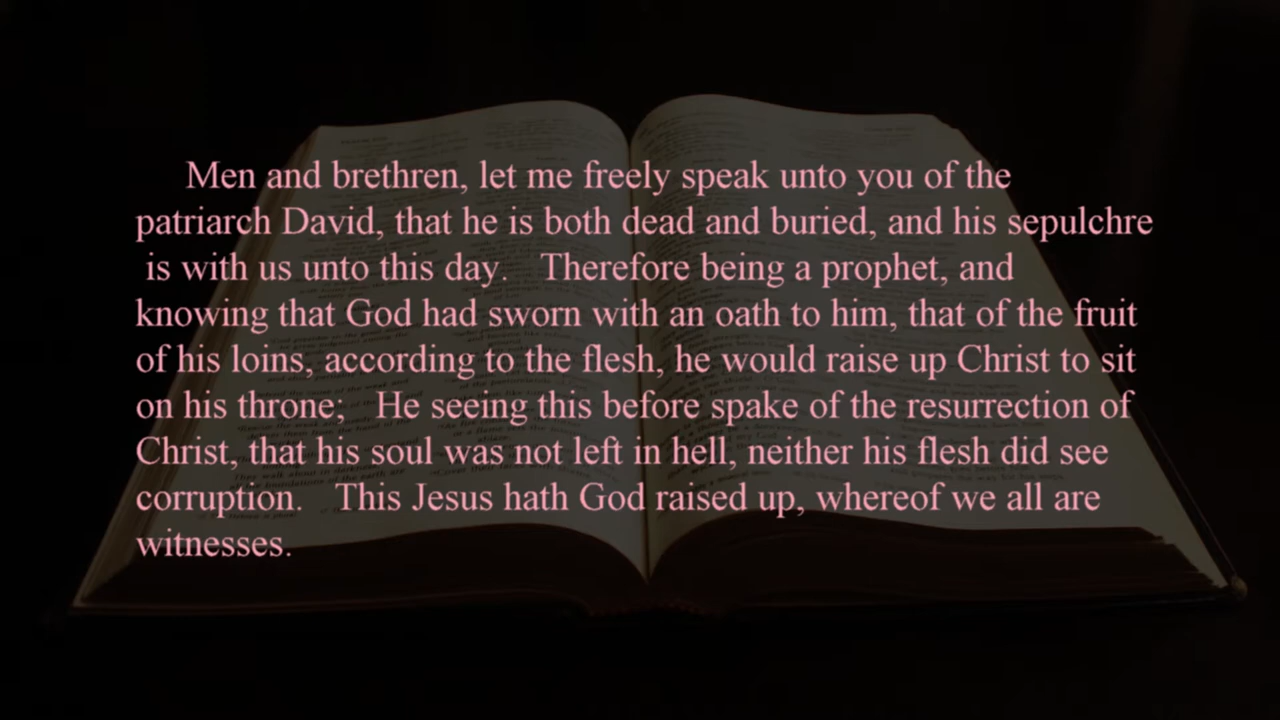 Men and brethren, let me freely speak unto you of the
patriarch David, that he is both dead and buried, and his sepulchre
is with us unto this day. Therefore being a prophet, and
knowing that God had sworn with an oath to him, that of the fruit
of his loins, according to the flesh, he would raise up Christ to sit
on his throne; He seeing this before spake of the resurrection of
Christ, that his soul was not left in hell, neither his flesh did see
corruption. This Jesus hath God raised up, whereof we all are
witnesses.